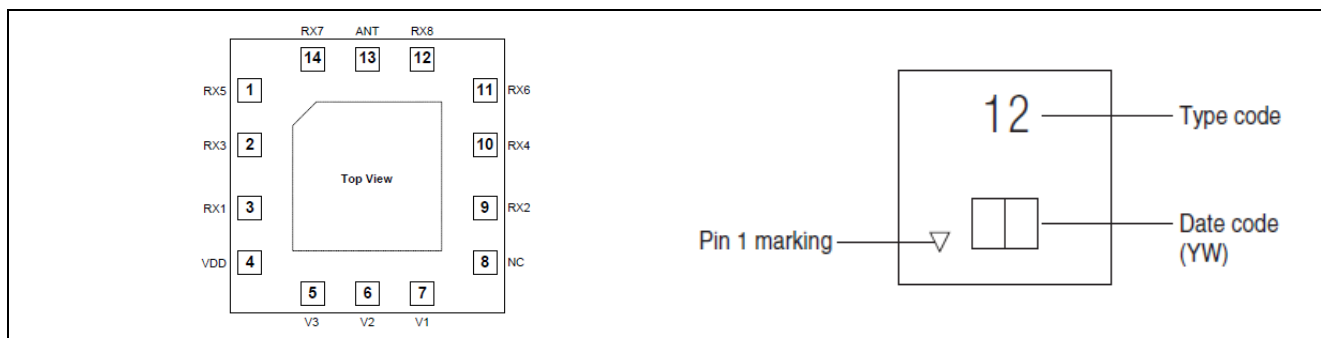 RX7 ANT RX8
14 13 12
RX5 1 11 RX6
RX3 2 10 RX4
Top View
RX1 3 9 RX2
VDD 4 8 NC
5 6 7
V3 V2 V1
12 Type code
Pin 1 marking
Date code
(YW)